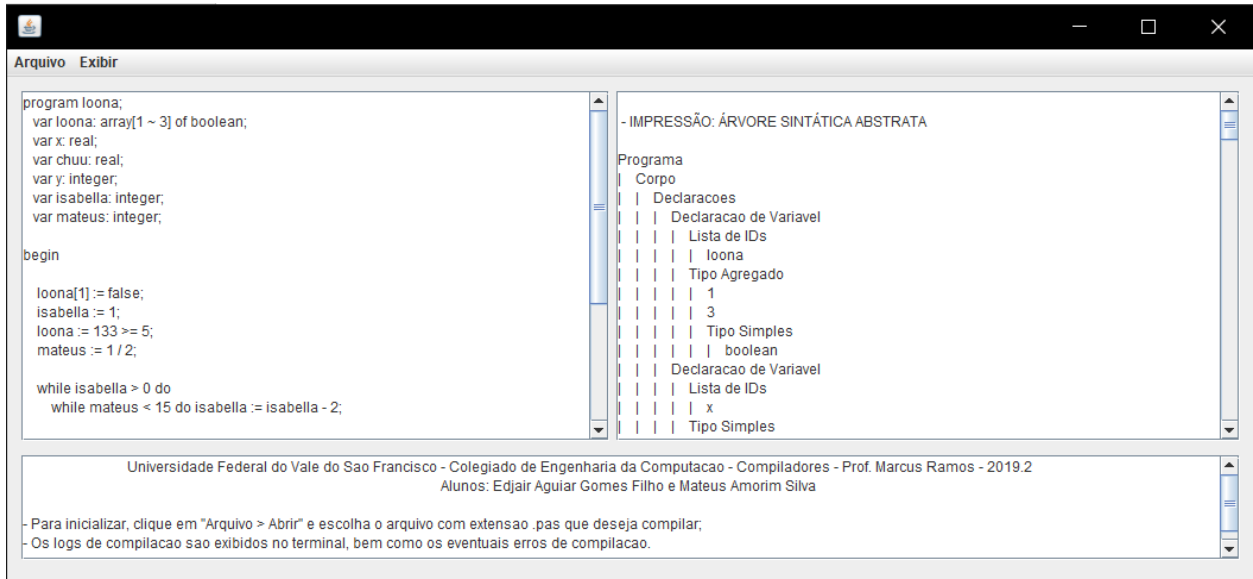 Arquivo Exibir
program loona;
var loona: array[1 ~ 3] of boolean;
var x: real;
var chuu: real;
var y: integer;
var isabella: integer;
var mateus: integer;
begin
loona[1] := false;
isabella := 1;
loona := 133 >= 5;
mateus := 1 / 2;
while isabella > 0 do
while mateus < 15 do isabella := isabella - 2;
- IMPRESSÃO: ÁRVORE SINTÁTICA ABSTRATA
Programa
| Corpo
| | Declaracoes
| | | Declaracao de Variavel
| | | | Lista de IDs
| | | | | loona
| | | | Tipo Agregado
| | | | | 1
| | | | | 3
| | | | | Tipo Simples
| | | | | | boolean
| | | Declaracao de Variavel
| | | | Lista de IDs
| | | | | x
| | | | Tipo Simples
Universidade Federal do Vale do Sao Francisco - Colegiado de Engenharia da Computacao - Compiladores - Prof. Marcus Ramos - 2019.2
Alunos: Edjair Aguiar Gomes Filho e Mateus Amorim Silva
- Para inicializar, clique em "Arquivo > Abrir" e escolha o arquivo com extensao .pas que deseja compilar;
- Os logs de compilacao sao exibidos no terminal, bem como os eventuais erros de compilacao.